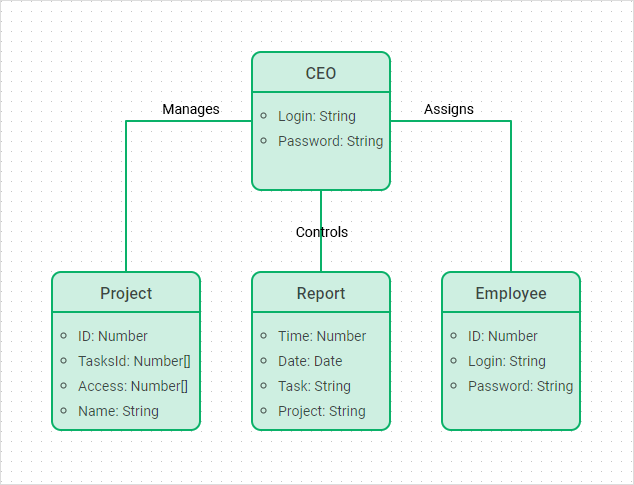 CEO
Manages
Assigns
Login: String
Password: String
Controls
Project
Report
Employee
ID: Number
TasksId: Number[]
Access: Number[]
Name: String
Time: Number
Date: Date
Task: String
Project: String
ID: Number
Login: String
Password: String